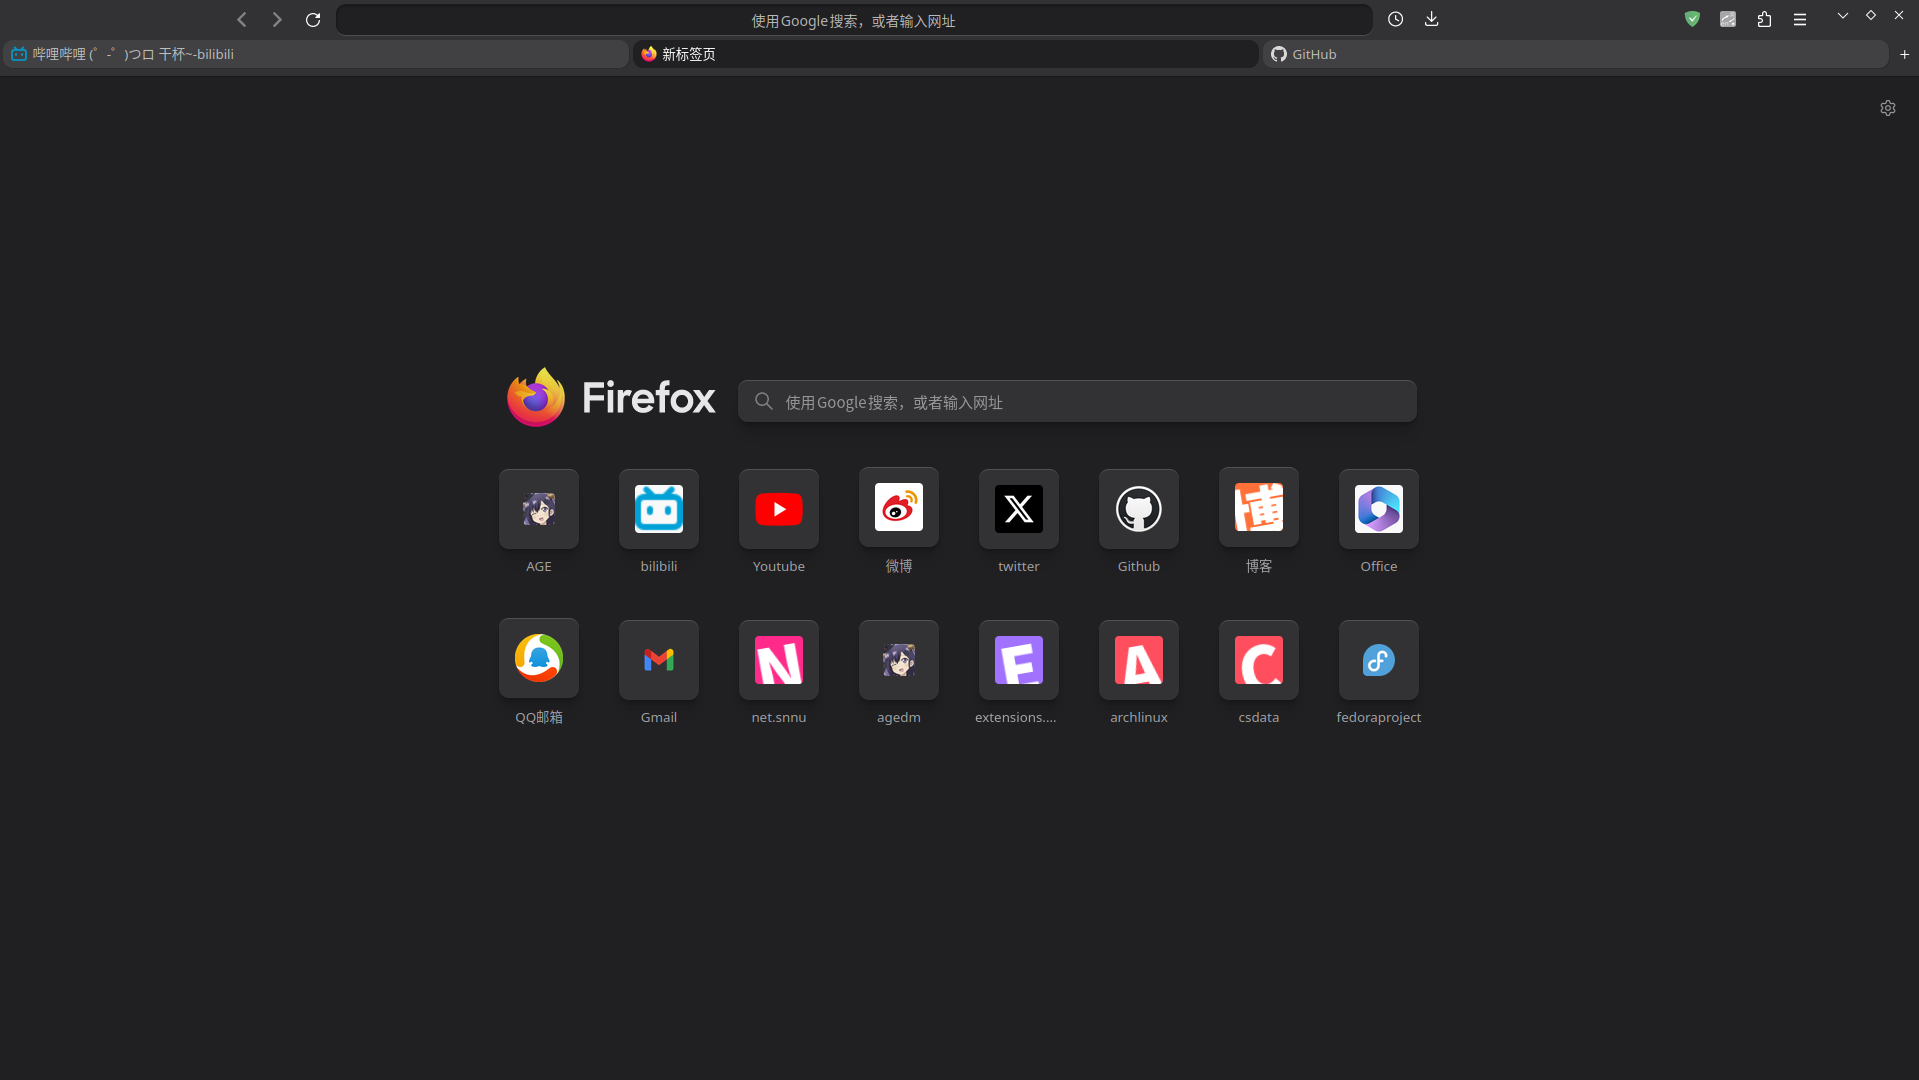 使用Google搜索，或者输入网址
哔哩哔哩 (゜-゜)つロ 干杯~-bilibili
新标签页
GitHub
Firefox
使用Google搜索，或者输入网址
AGE
bilibili
Youtube
微博
twitter
Github
博客
Office
QQ邮箱
Gmail
net.snnu
agedm
extensions....
archlinux
csdata
fedoraproject